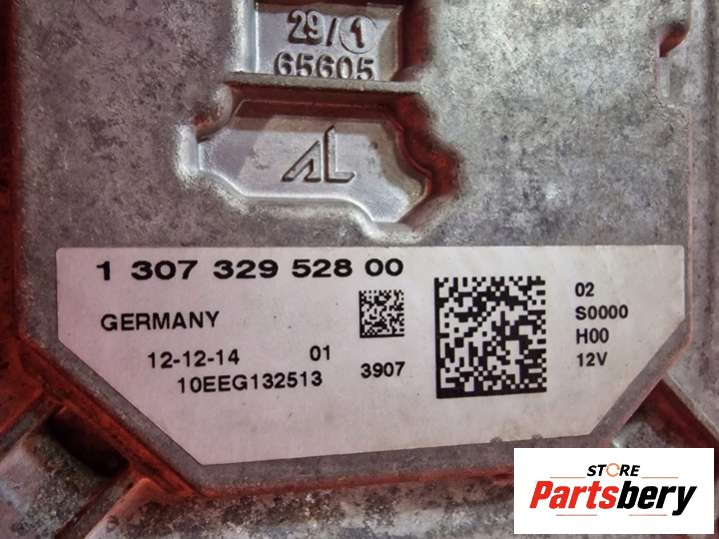 29/1
65605
AL
1 307 329 528 00
GERMANY
12-12-14 01
10EEG132513 3907
02
S0000
H00
12V
STORE
Partsbery